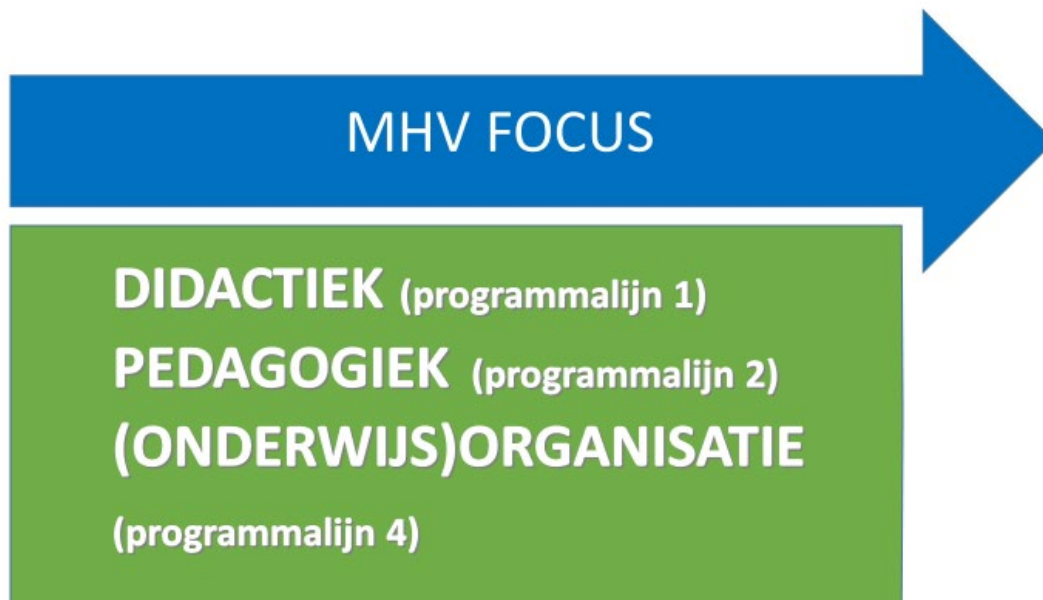 MHV FOCUS
DIDACTIEK (programmalijn 1)
PEDAGOGIEK (programmalijn 2)
(ONDERWIJS)ORGANISATIE
(programmalijn 4)